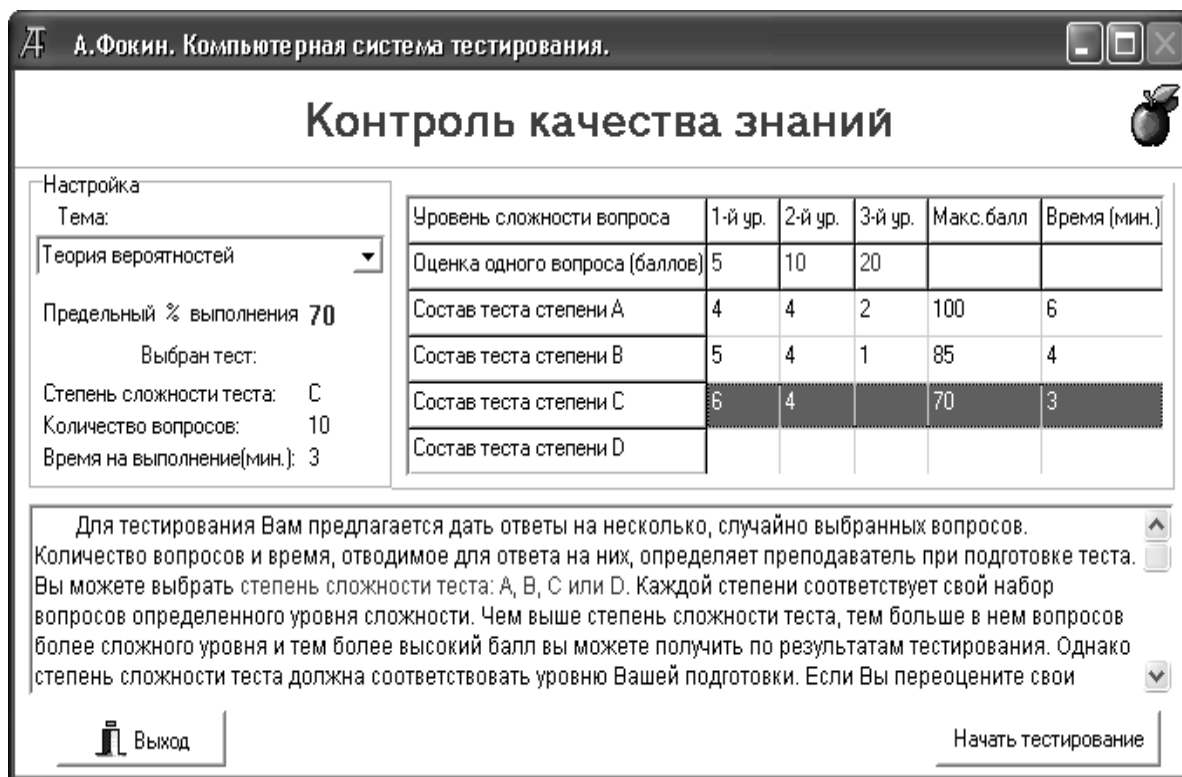 А.Фокин. Компьютерная система тестирования.
Контроль качества знаний
Настройка
Тема:
Теория вероятностей
Предельный % выполнения 70
Выбран тест:
Степень сложности теста: C
Количество вопросов: 10
Время на выполнение(мин.): 3
Уровень сложности вопроса 1-й ур. 2-й ур. 3-й ур. Макс.балл Время (мин.)
Оценка одного вопроса (баллов) 5 10 20
Состав теста степени A 4 4 2 100 6
Состав теста степени B 5 4 1 85 4
Состав теста степени C 6 4 70 3
Состав теста степени D
Для тестирования Вам предлагается дать ответы на несколько, случайно выбранных вопросов.
Количество вопросов и время, отводимое для ответа на них, определяет преподаватель при подготовке теста.
Вы можете выбрать степень сложности теста: A, B, C или D. Каждой степени соответствует свой набор
вопросов определенного уровня сложности. Чем выше степень сложности теста, тем больше в нем вопросов
более сложного уровня и тем более высокий балл вы можете получить по результатам тестирования. Однако
степень сложности теста должна соответствовать уровню Вашей подготовки. Если Вы переоцените свои
Выход
Начать тестирование